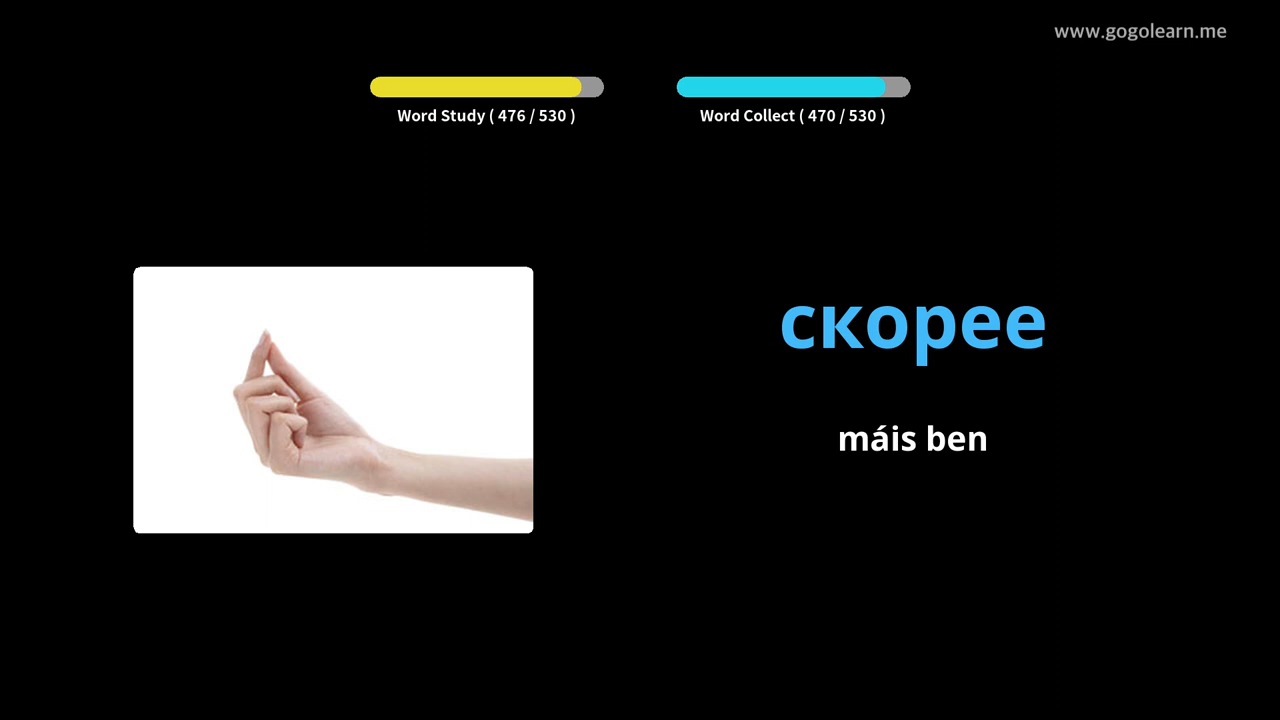 www.gogolearn.me
Word Study ( 476 / 530 )
Word Collect ( 470 / 530 )
скорее
máis ben